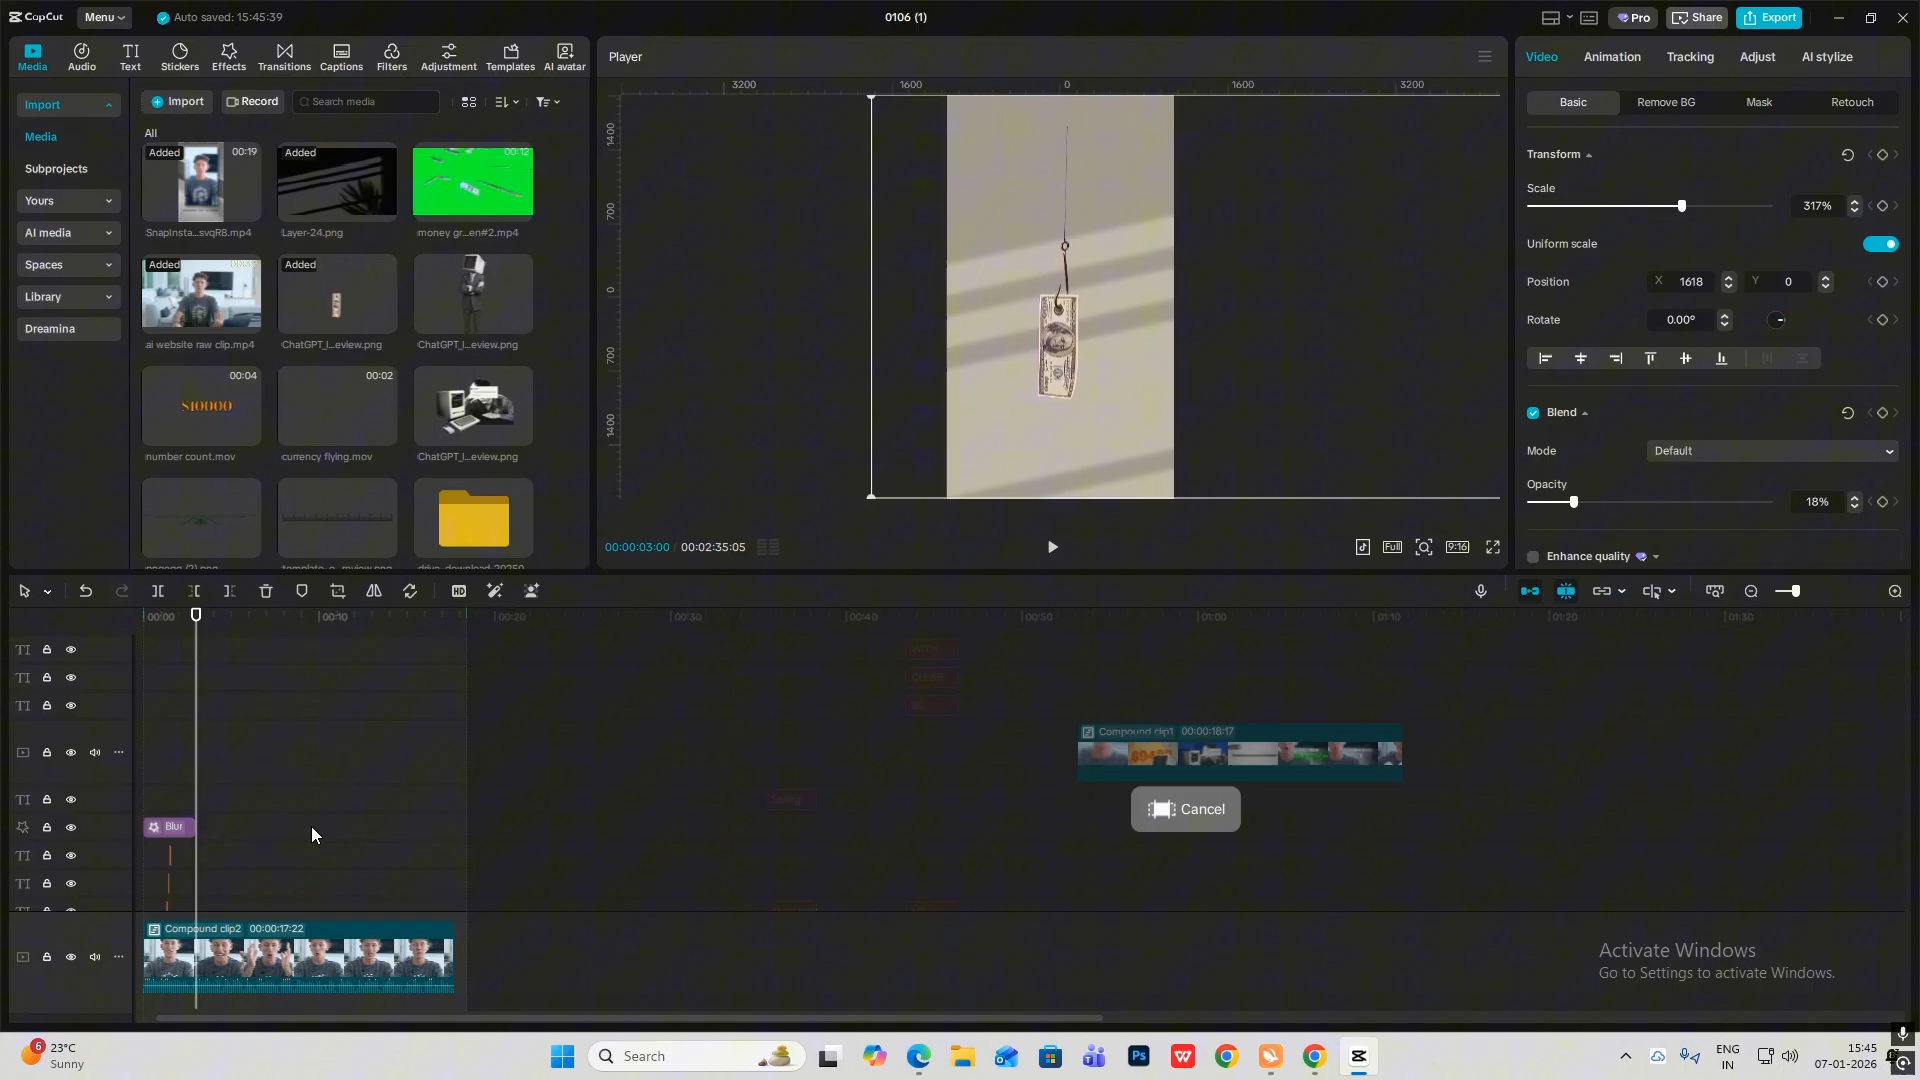 CapCut
Menu
Auto saved: 15:45:39
0106 (1)
Pro
Share
Export
Media
Audio
Text
Stickers
Effects
Transitions
Captions
Filters
Adjustment
Templates
AI avatar
Import
Media
Subprojects
Yours
AI media
Spaces
Library
Dreamina
Import
Record
Search media
All
Added 00:19
Added
00:12
SnapInsta...svqR8.mp4
Layer-24.png
money gr...en#2.mp4
Added
Added
ai website raw clip.mp4
ChatGPT_I...eview.png
ChatGPT_I...eview.png
00:04
00:02
$10000
number count.mov
currency flying.mov
ChatGPT_I...eview.png
Player
3200 1600 0 1600 3200
1400
700
0
700
1400
00:00:03:00 / 00:02:35:05
Full
9:16
Video
Animation
Tracking
Adjust
AI stylize
Basic
Remove BG
Mask
Retouch
Transform
Scale
317%
Uniform scale
Position
X 1618
Y 0
Rotate
0.00°
Blend
Mode
Default
Opacity
18%
Enhance quality
00:00 00:10 00:20 00:30 00:40 00:50 01:00 01:10 01:20 01:30
CLEAR
Compound clip1 00:00:18:17
Cancel
Blur
Compound clip2 00:00:17:22
Activate Windows
Go to Settings to activate Windows.
6
23°C
Sunny
Search
ENG
IN
15:45
07-01-2026